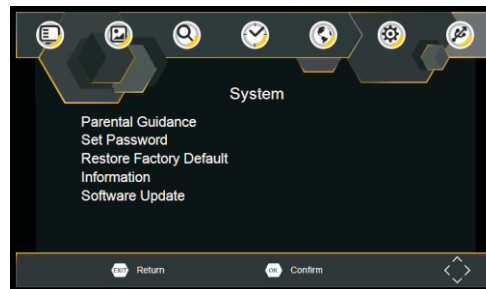 System
Parental Guidance
Set Password
Restore Factory Default
Information
Software Update
EXIT Return OK Confirm